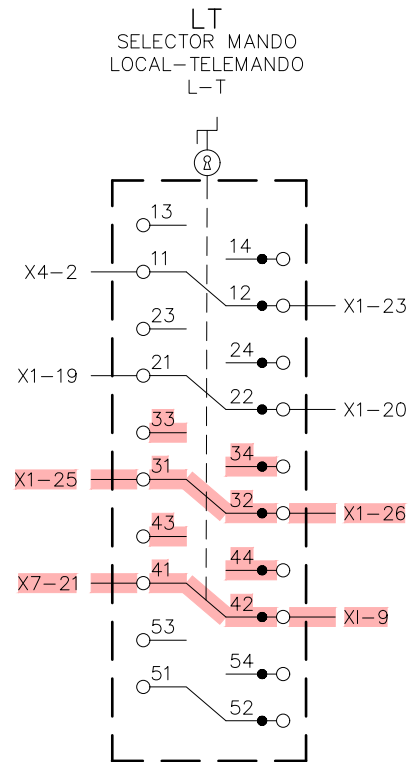 LT
SELECTOR MANDO
LOCAL-TELEMANDO
L-T
13
14
X4-2 11
12 X1-23
23
24
X1-19 21
22 X1-20
33
34
X1-25 31
32 X1-26
43
44
X7-21 41
42 XI-9
53
54
51
52